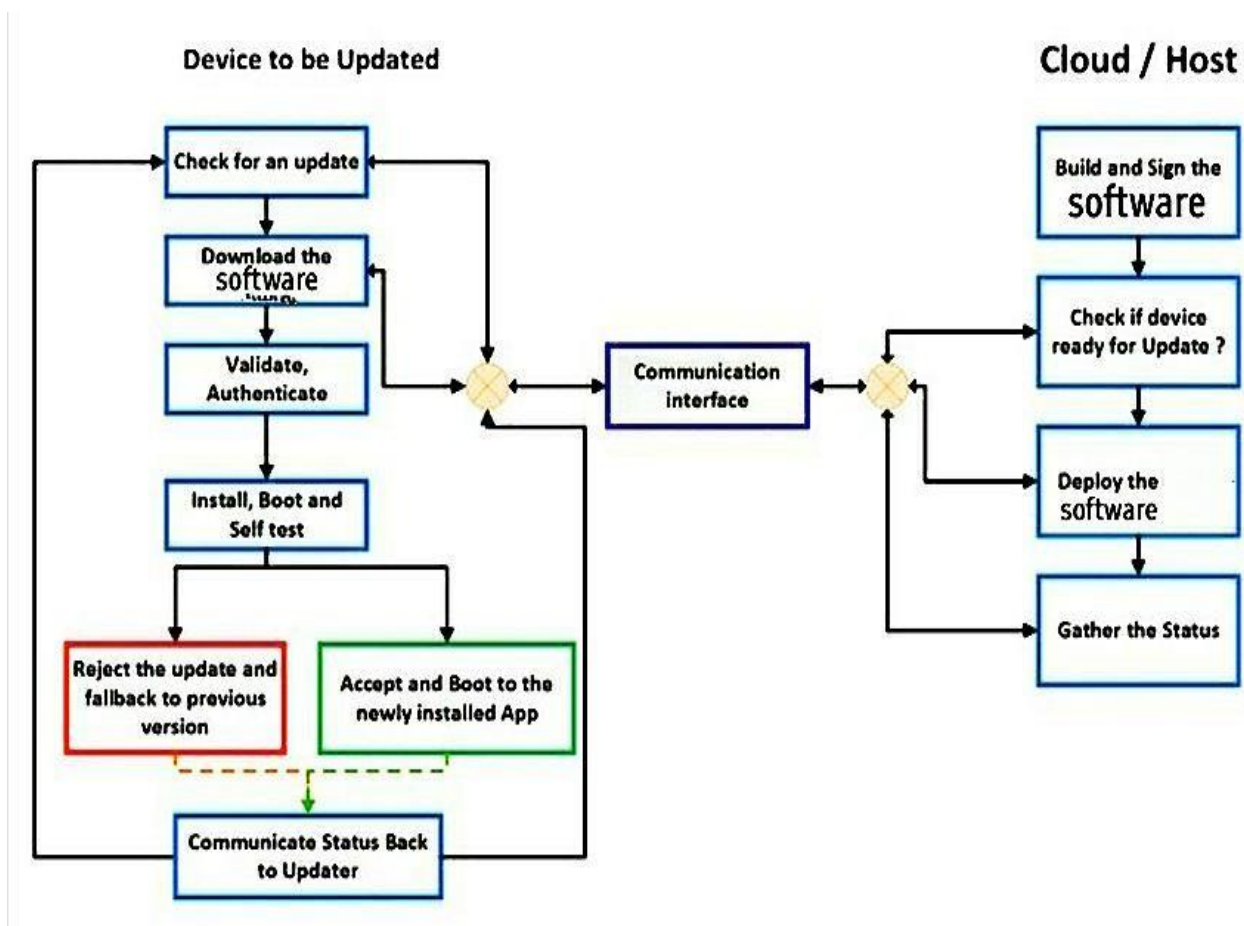 Device to be Updated
Cloud / Host
Check for an update
Download the
software
Validate,
Authenticate
Install, Boot and
Self test
Reject the update and
fallback to previous
version
Accept and Boot to the
newly installed App
Communicate Status Back
to Updater
Communication
interface
Build and Sign the
software
Check if device
ready for Update ?
Deploy the
software
Gather the Status